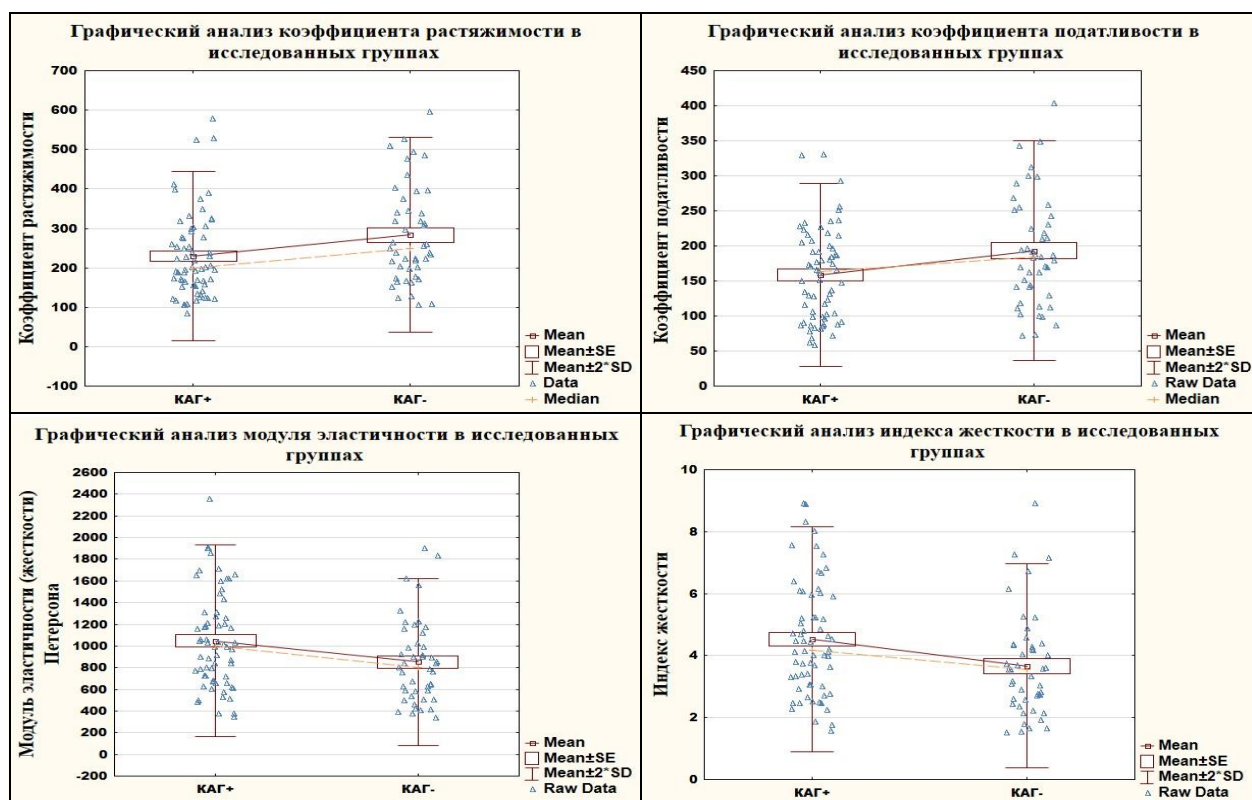 Графический анализ коэффициента растяжимости в
исследованных группах
Коэффициент растяжимости
700
600
500
400
300
200
100
0
-100
КАГ+
КАГ-
Mean
Mean±SE
Mean±2*SD
Data
Median
Графический анализ коэффициента податливости в
исследованных группах
Коэффициент податливости
450
400
350
300
250
200
150
100
50
0
КАГ+
КАГ-
Mean
Mean±SE
Mean±2*SD
Raw Data
Median
Графический анализ модуля эластичности в исследованных
группах
Модуль эластичности (жесткости)
Петерсона
2600
2400
2200
2000
1800
1600
1400
1200
1000
800
600
400
200
0
-200
КАГ+
КАГ-
Mean
Mean±SE
Mean±2*SD
Raw Data
Графический анализ индекса жесткости в исследованных
группах
Индекс жесткости
10
8
6
4
2
0
КАГ+
КАГ-
Mean
Mean±SE
Mean±2*SD
Raw Data